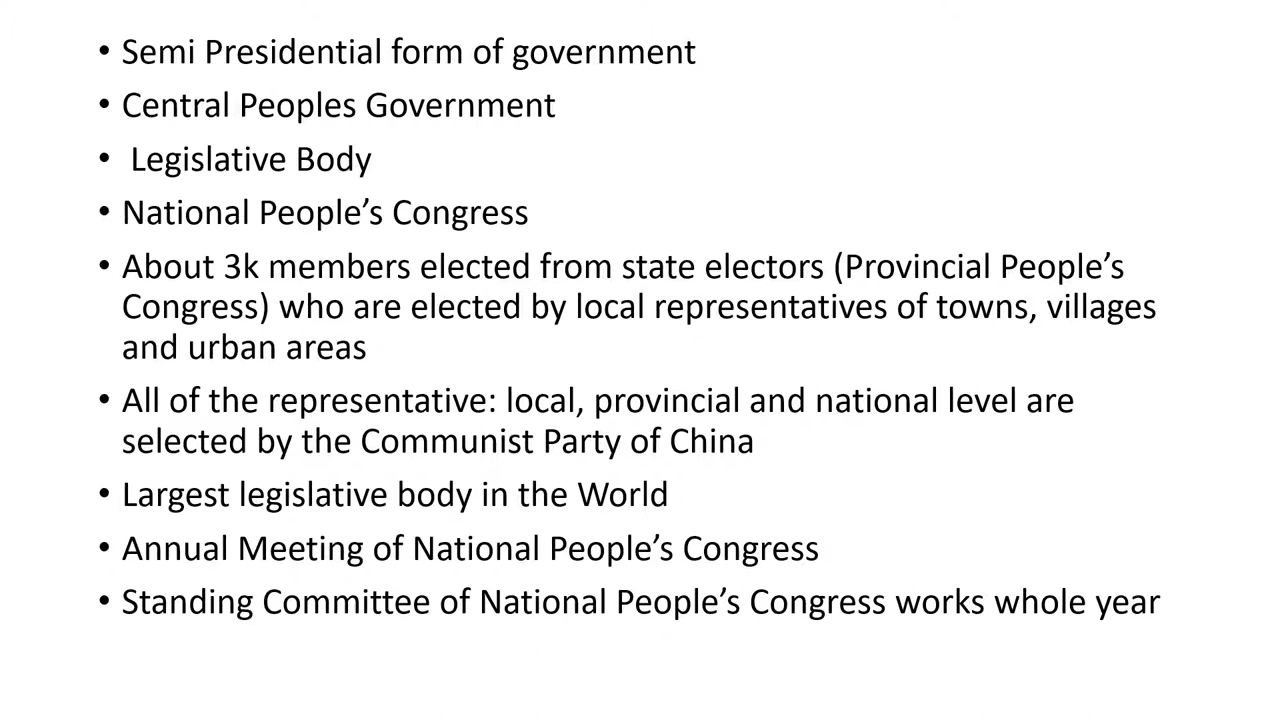 • Semi Presidential form of government
• Central Peoples Government
• Legislative Body
• National People’s Congress
• About 3k members elected from state electors (Provincial People’s
Congress) who are elected by local representatives of towns, villages
and urban areas
• All of the representative: local, provincial and national level are
selected by the Communist Party of China
• Largest legislative body in the World
• Annual Meeting of National People’s Congress
• Standing Committee of National People’s Congress works whole year